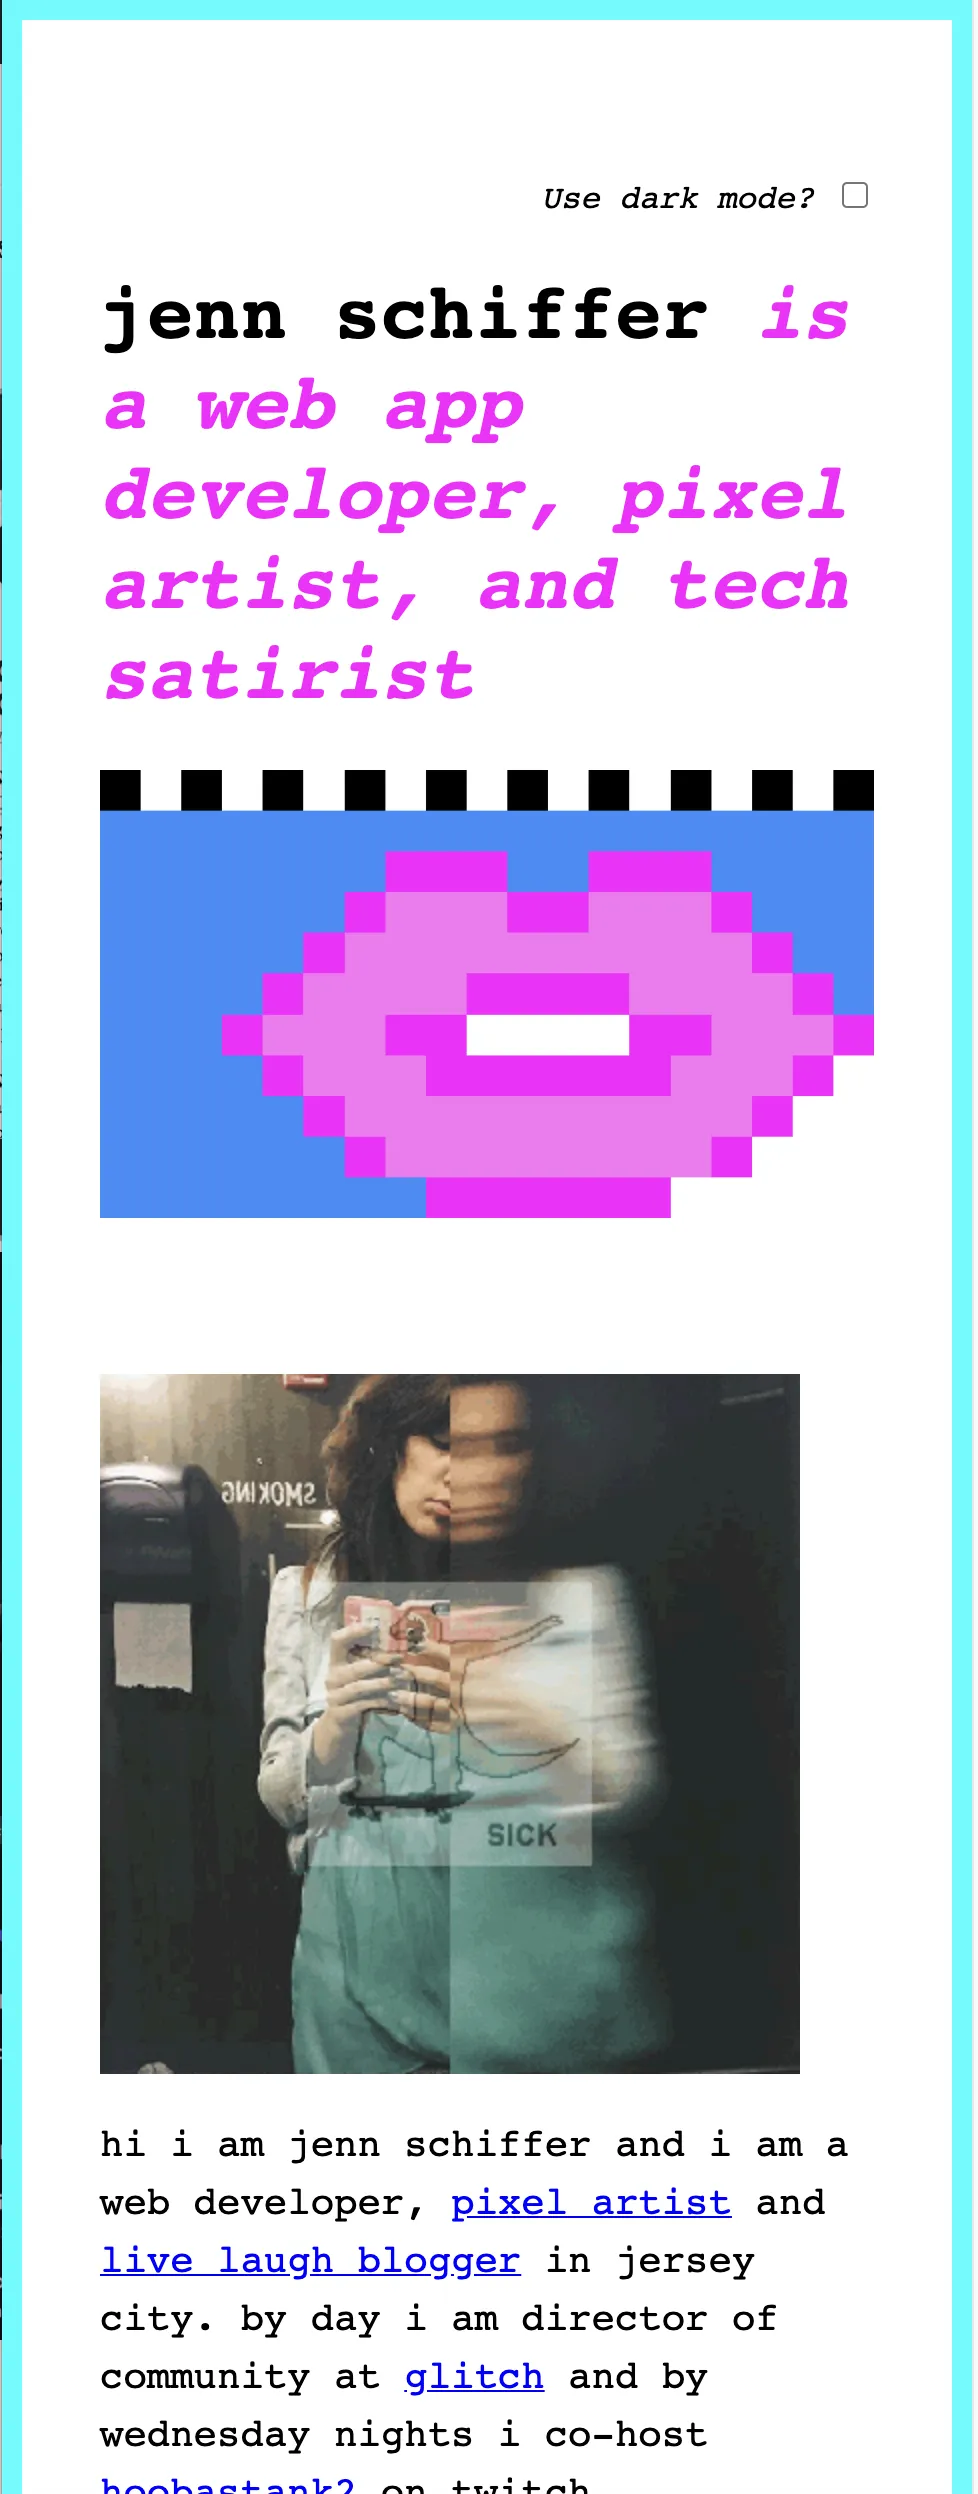 Use dark mode?
jenn schiffer is
a web app
developer, pixel
artist, and tech
satirist
SMOKING
SICK
hi i am jenn schiffer and i am a
web developer, pixel artist and
live laugh blogger in jersey
city. by day i am director of
community at glitch and by
wednesday nights i co-host
hoobastank2 on twitch